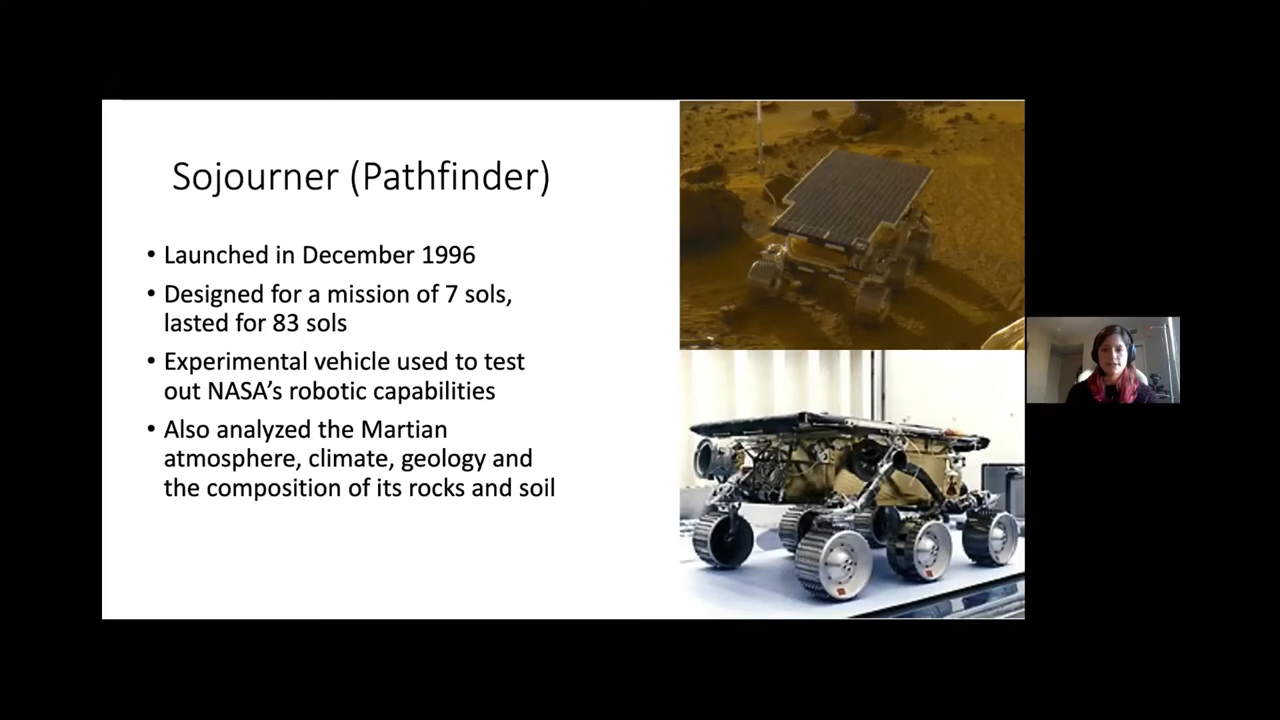 Sojourner (Pathfinder)
• Launched in December 1996
• Designed for a mission of 7 sols,
lasted for 83 sols
• Experimental vehicle used to test
out NASA's robotic capabilities
• Also analyzed the Martian
atmosphere, climate, geology and
the composition of its rocks and soil